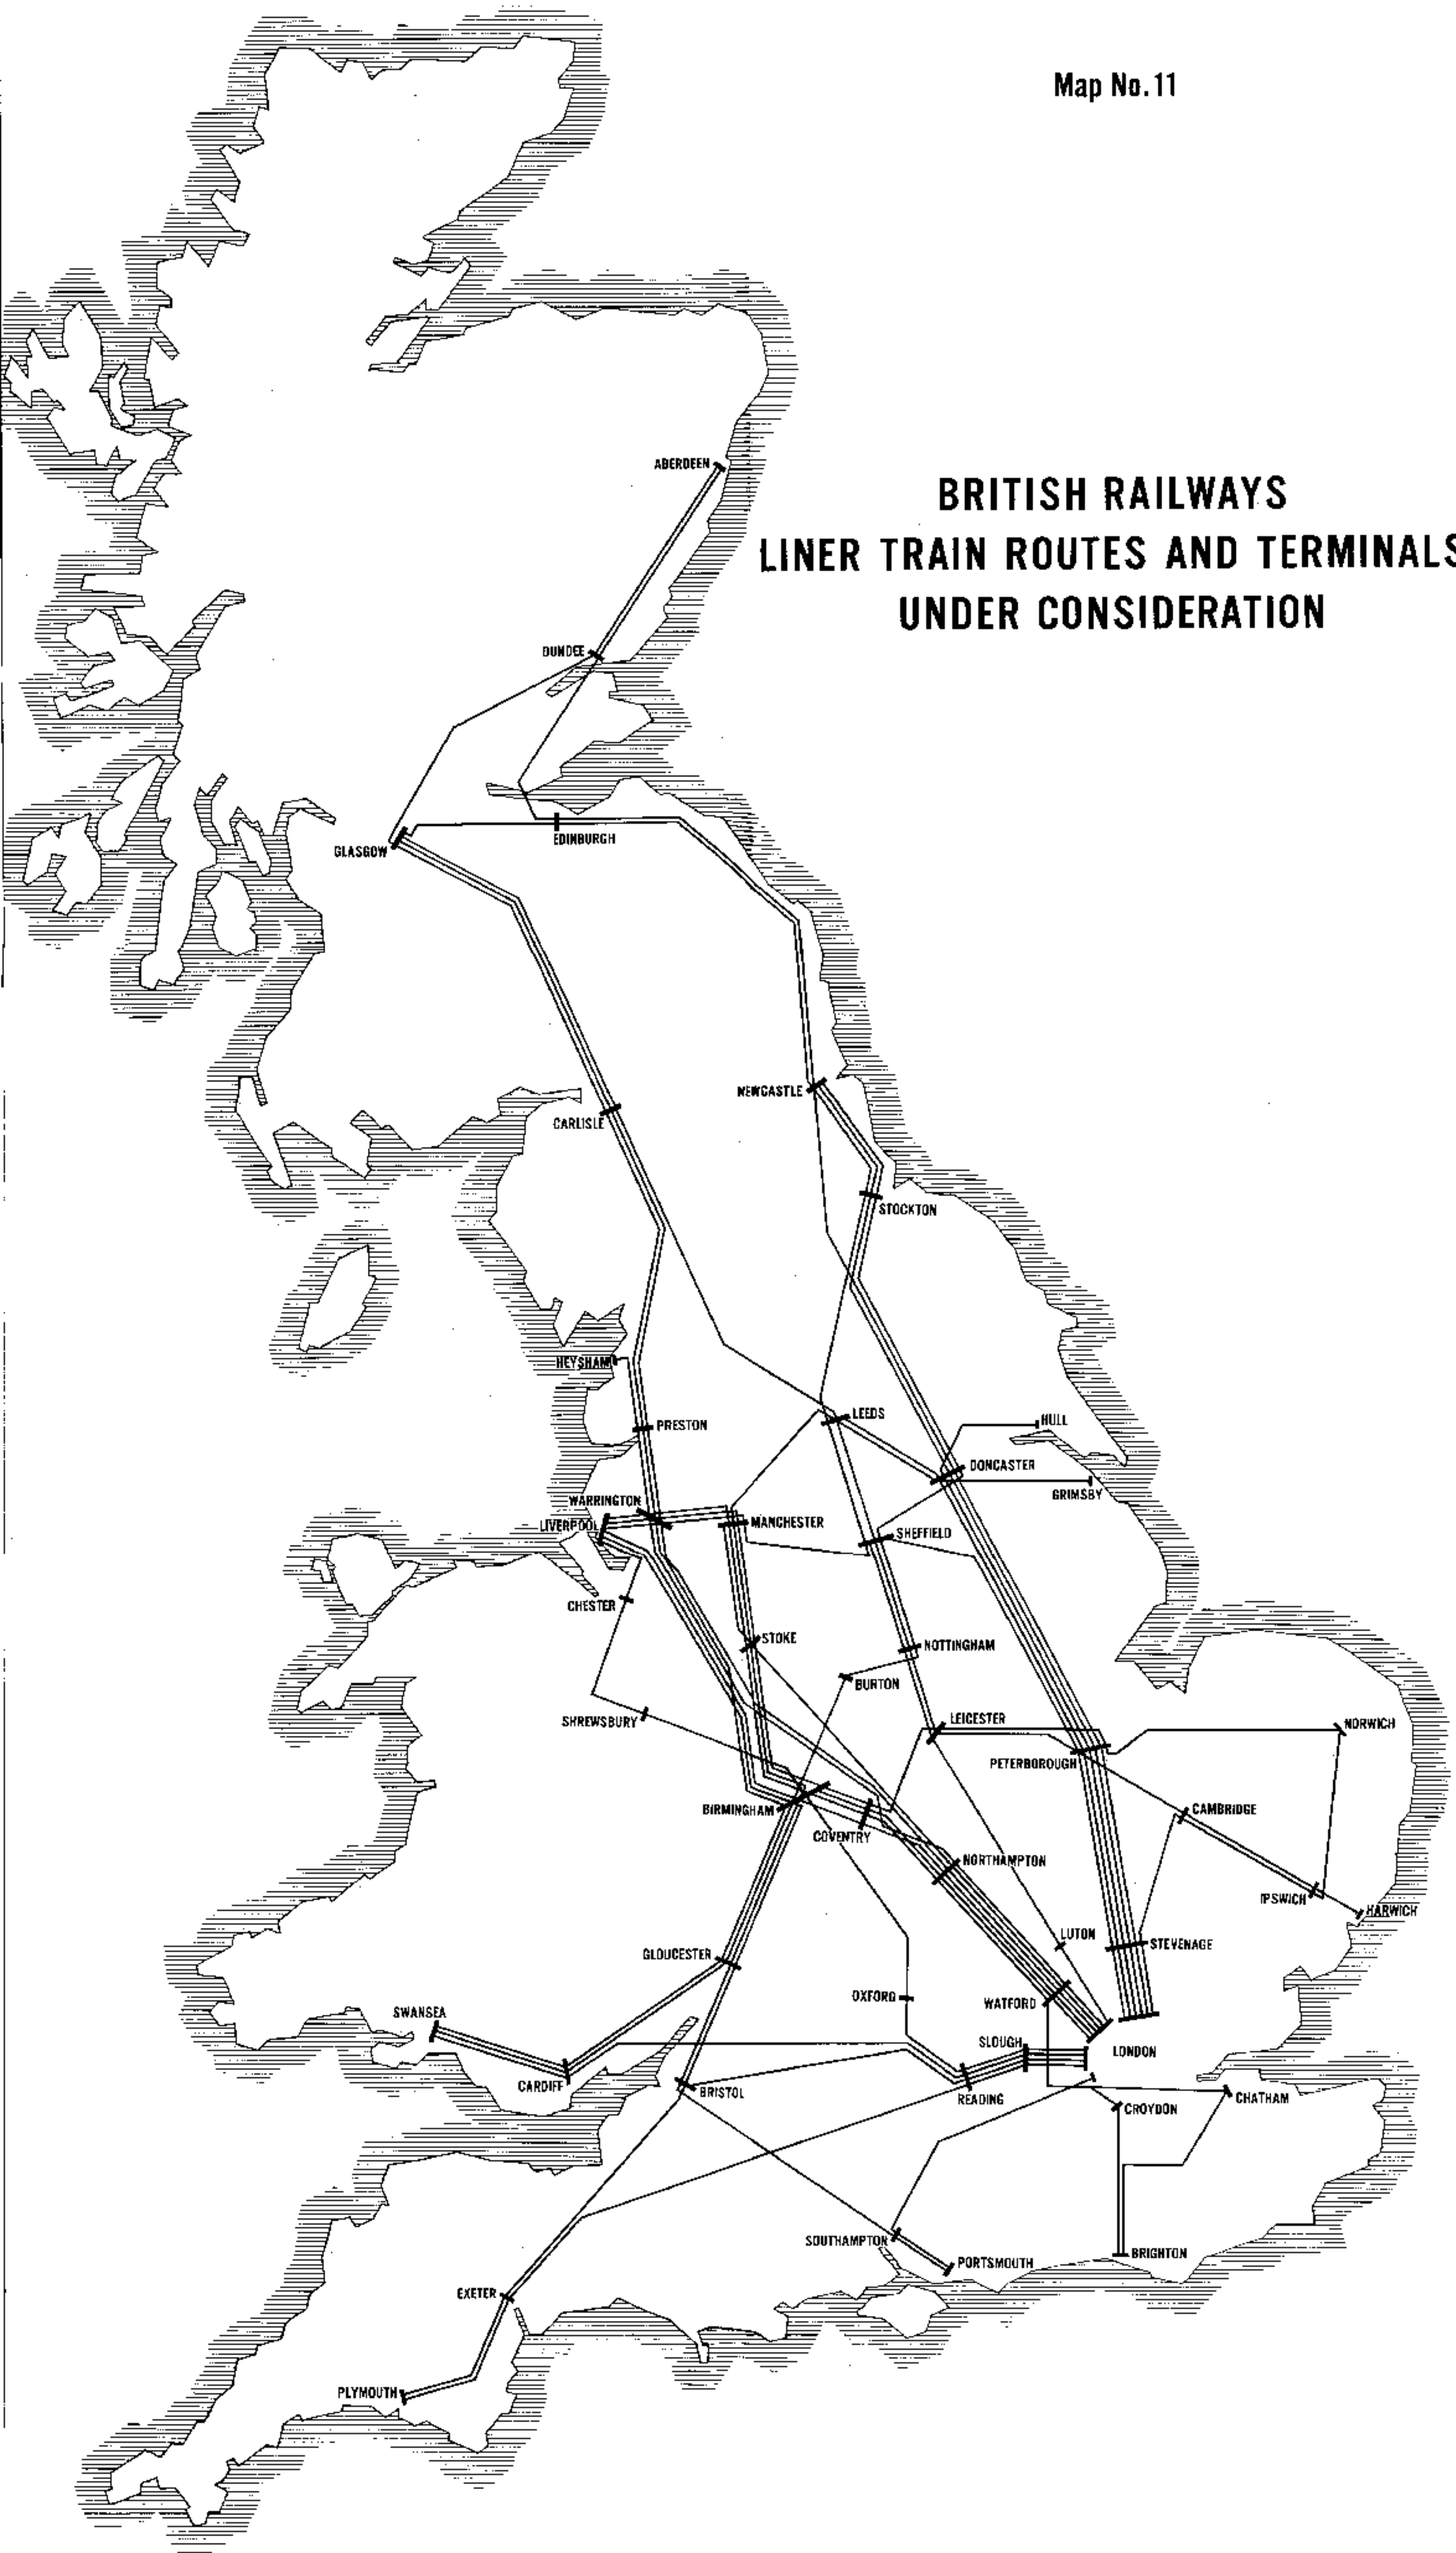 Map No. 11
BRITISH RAILWAYS
LINER TRAIN ROUTES AND TERMINALS
UNDER CONSIDERATION
ABERDEEN
DUNDEE
EDINBURGH
GLASGOW
NEWCASTLE
CARLISLE
STOCKTON
HEYSHAM
LEEDS
HULL
PRESTON
DONCASTER
GRIMSBY
WARRINGTON
LIVERPOOL
MANCHESTER
SHEFFIELD
CHESTER
STOKE
NOTTINGHAM
BURTON
SHREWSBURY
LEICESTER
NORWICH
PETERBOROUGH
BIRMINGHAM
COVENTRY
CAMBRIDGE
NORTHAMPTON
IPSWICH
HARWICH
LUTON
STEVENAGE
GLOUCESTER
OXFORD
WATFORD
SWANSEA
SLOUGH
LONDON
CARDIFF
BRISTOL
READING
CROYDON
CHATHAM
SOUTHAMPTON
PORTSMOUTH
BRIGHTON
EXETER
PLYMOUTH